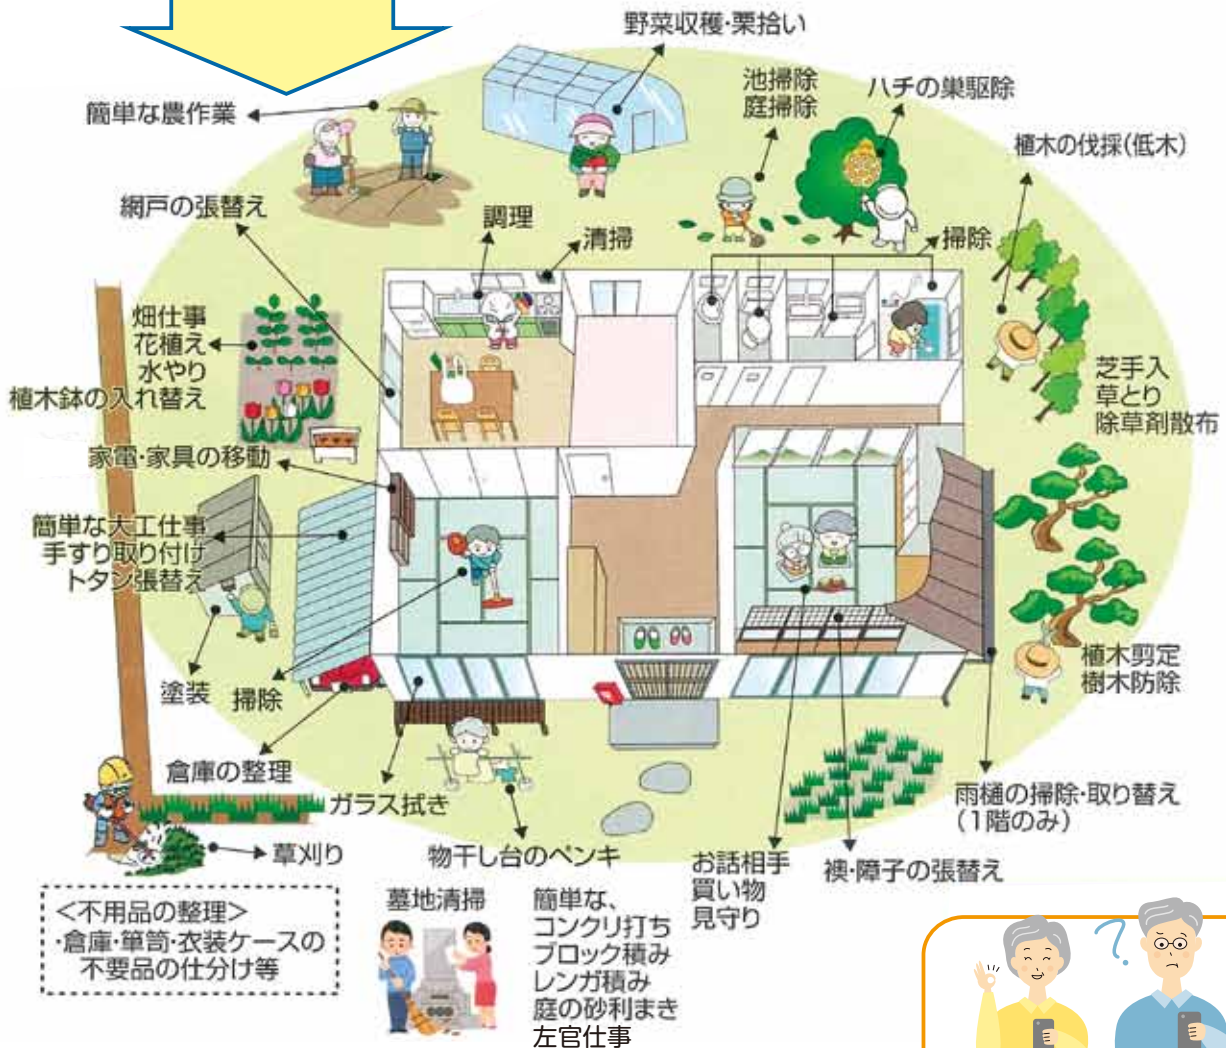 野菜収穫・栗拾い
簡単な農作業
池掃除
庭掃除
ハチの巣駆除
植木の伐採(低木)
網戸の張替え
調理
清掃
掃除
畑仕事
花植え
水やり
植木鉢の入れ替え
芝手入
草とり
除草剤散布
家電・家具の移動
簡単な大工仕事
手すり取り付け
トタン張替え
塗装
掃除
植木剪定
樹木防除
倉庫の整理
ガラス拭き
雨樋の掃除・取り替え
(1階のみ)
草刈り
物干し台のペンキ
お話相手
買い物
見守り
襖・障子の張替え
<不用品の整理>
・倉庫・箪笥・衣装ケースの
不要品の仕分け等
墓地清掃
簡単な、
コンクリ打ち
ブロック積み
レンガ積み
庭の砂利まき
左官仕事
?